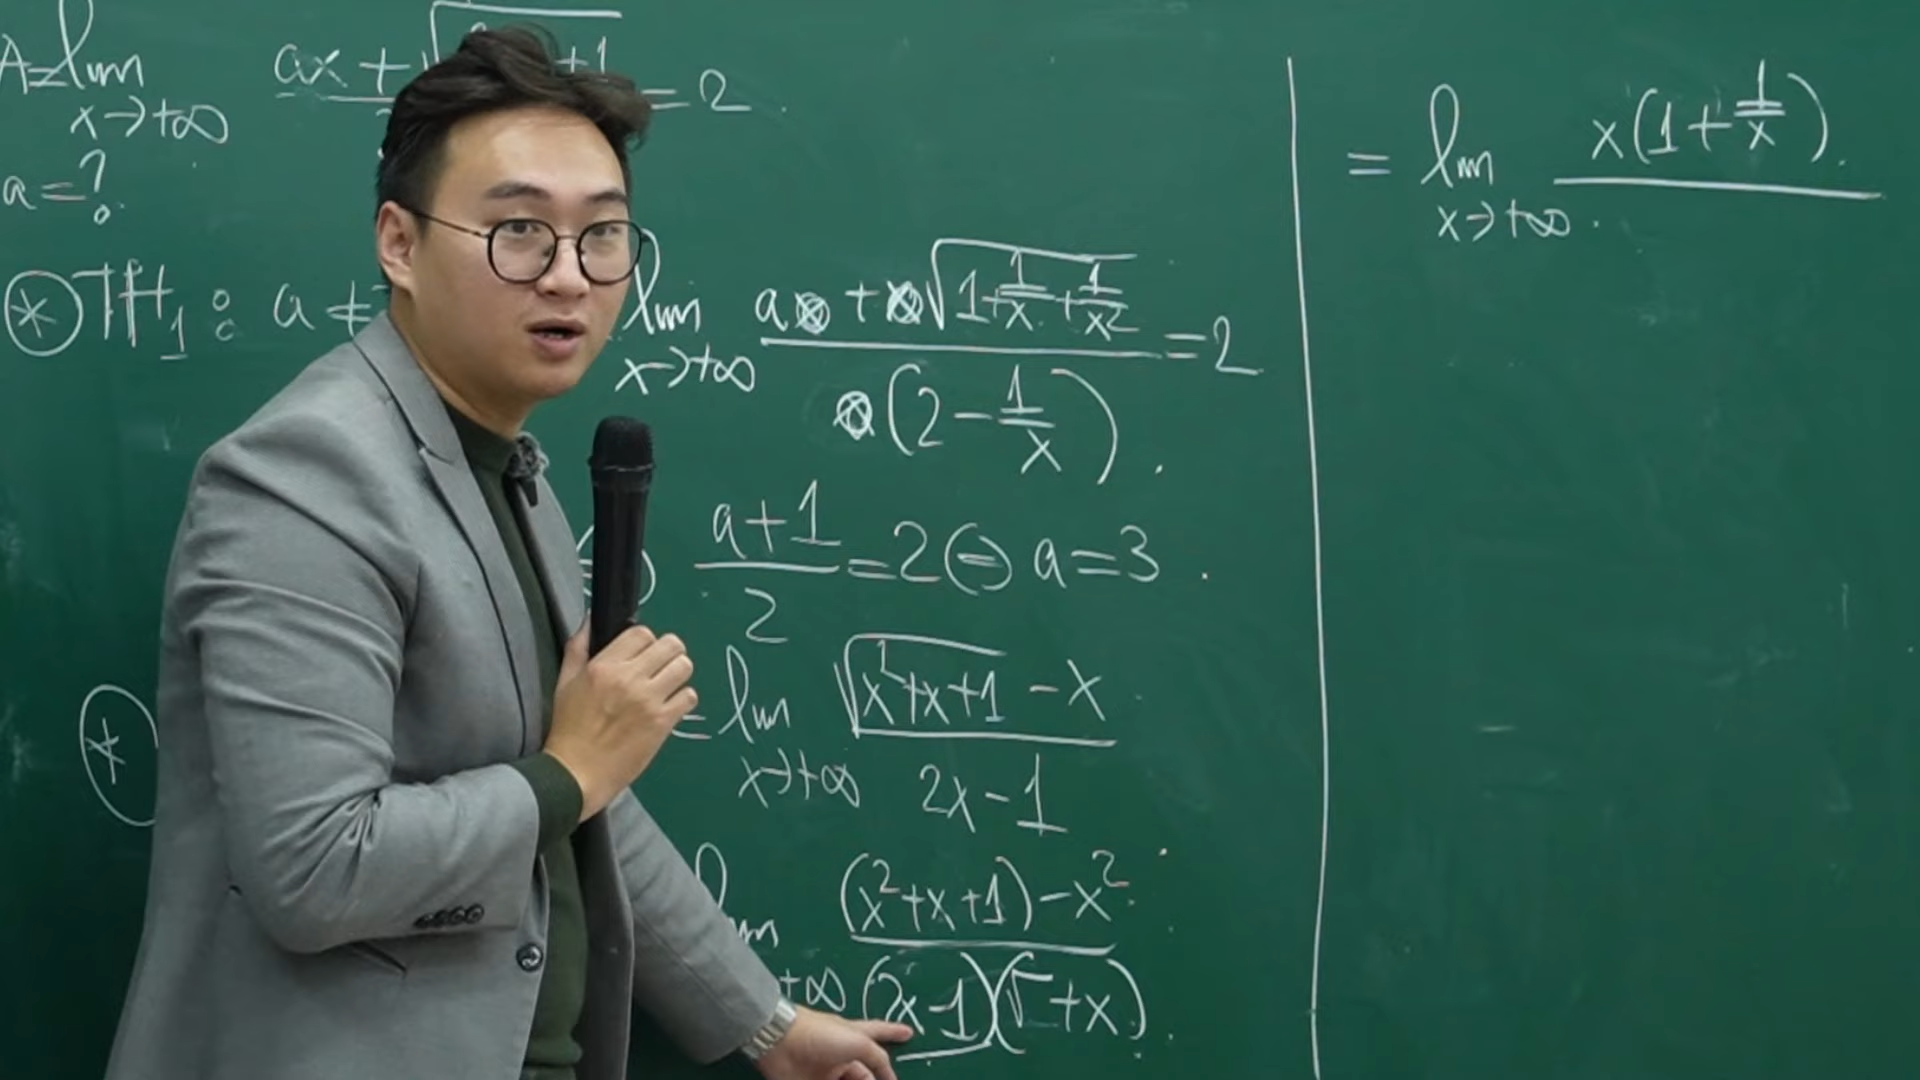 A=lim x→+∞ ax+√ +1 =2
a=?
⊛ TH₁: a≠ lim x→+∞ (ax+x√(1+1/x+1/x²))/(x(2-1/x)) =2
(a+1)/2 =2 ⇔ a=3
⊛ =lim x→+∞ (√(x²+x+1) -x)/(2x-1)
lim +∞ ((x²+x+1)-x²)/((2x-1)(√ +x))
= lim x→+∞ x(1+1/x)